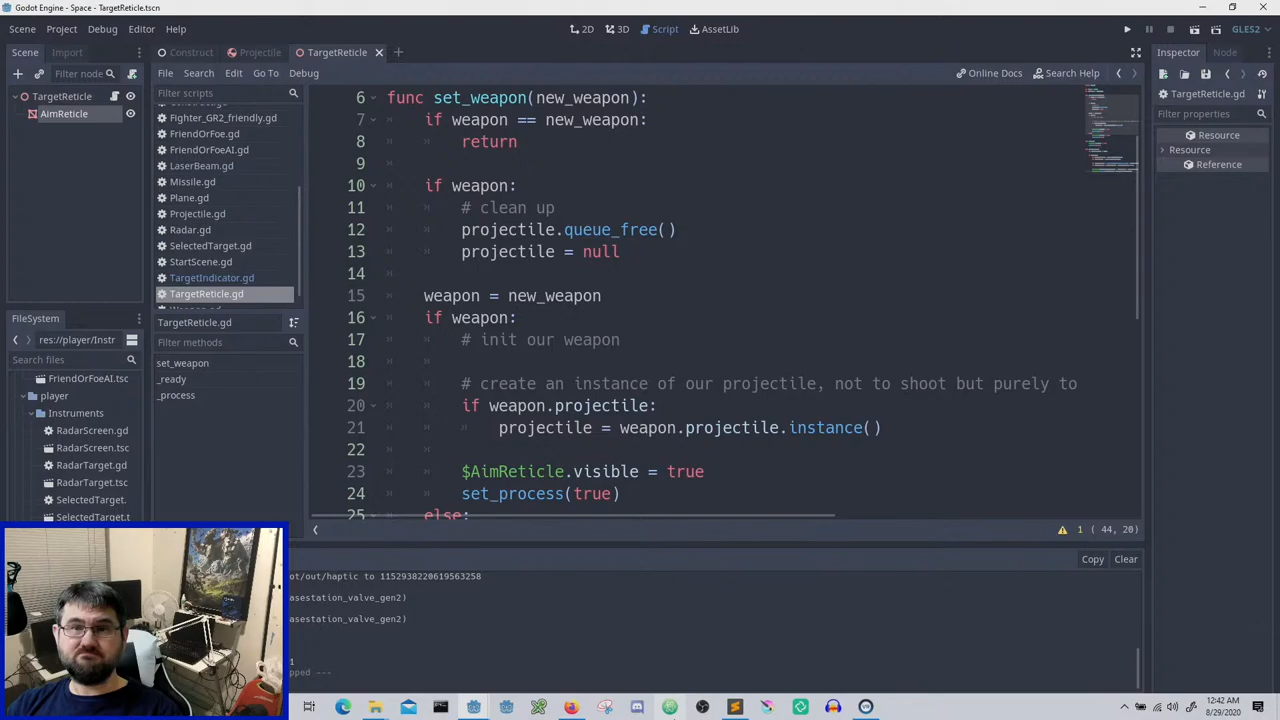 Godot Engine - Space - TargetReticle.tscn
Scene Project Debug Editor Help
2D 3D Script AssetLib
GLES2
Scene Import
Construct Projectile TargetReticle
Inspector Node
Filter node
File Search Edit Go To Debug
Online Docs Search Help
TargetReticle
AimReticle
Filter scripts
Fighter_GR2_friendly.gd
FriendOrFoe.gd
FriendOrFoeAI.gd
LaserBeam.gd
Missile.gd
Plane.gd
Projectile.gd
Radar.gd
SelectedTarget.gd
StartScene.gd
TargetIndicator.gd
TargetReticle.gd
TargetReticle.gd
Filter methods
set_weapon
_ready
_process
FileSystem
res://player/Instr
Search files
FriendOrFoeAI.tsc
player
Instruments
RadarScreen.gd
RadarScreen.tsc
RadarTarget.gd
RadarTarget.tsc
SelectedTarget.
SelectedTarget.t
6 func set_weapon(new_weapon):
7 if weapon == new_weapon:
8 return
9
10 if weapon:
11 # clean up
12 projectile.queue_free()
13 projectile = null
14
15 weapon = new_weapon
16 if weapon:
17 # init our weapon
18
19 # create an instance of our projectile, not to shoot but purely to
20 if weapon.projectile:
21 projectile = weapon.projectile.instance()
22
23 $AimReticle.visible = true
24 set_process(true)
25 else:
1 ( 44, 20)
TargetReticle.gd
Filter properties
Resource
Resource
Reference
Copy Clear
ot/out/haptic to 1152938220619563258
asestation_valve_gen2)
asestation_valve_gen2)
1
pped ---
12:42 AM
8/29/2020